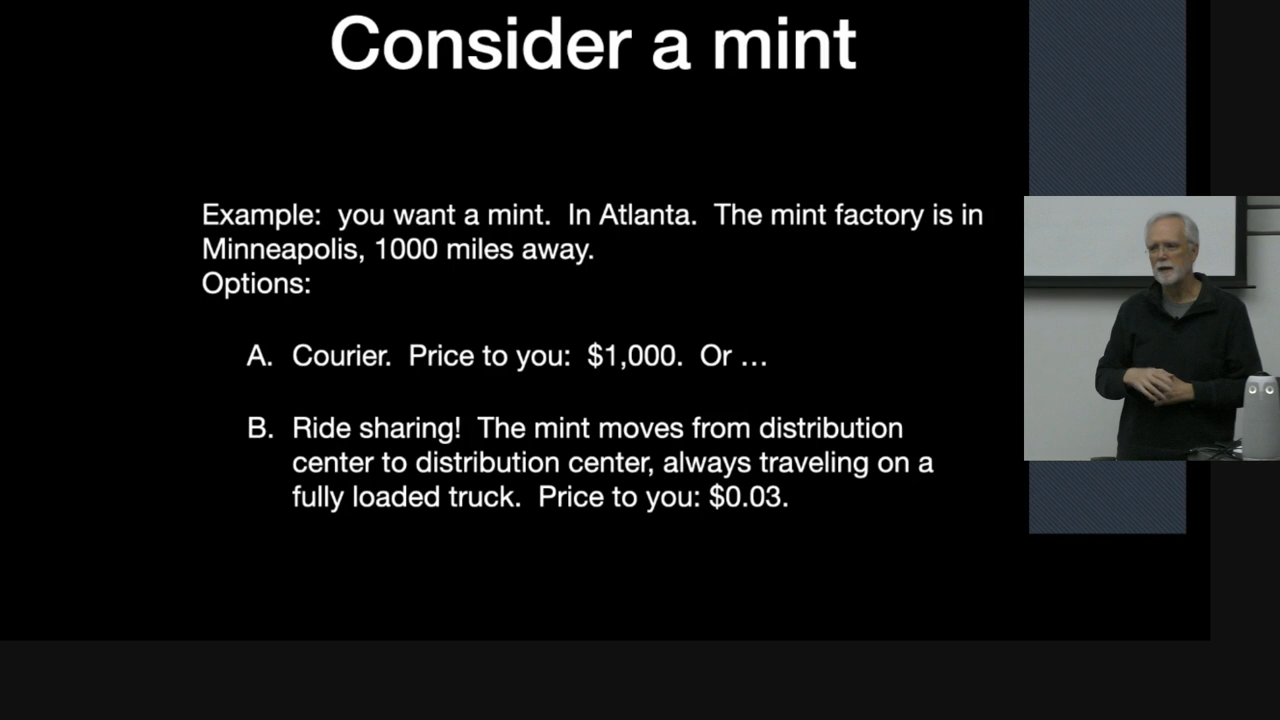 Consider a mint
Example:  you want a mint.  In Atlanta.  The mint factory is in
Minneapolis, 1000 miles away.
Options:
A.  Courier.  Price to you:  $1,000.  Or …
B.  Ride sharing!  The mint moves from distribution
center to distribution center, always traveling on a
fully loaded truck.  Price to you: $0.03.